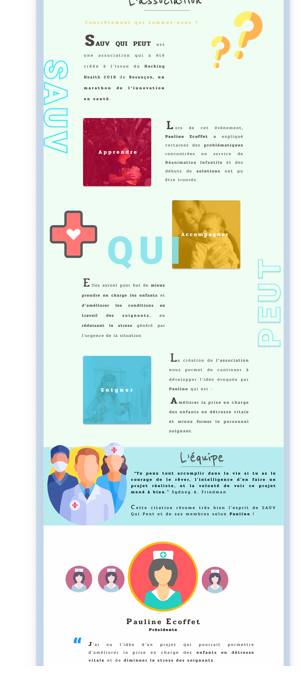 L'association
Concrètement qui sommes-nous ?
SAUV QUI PEUT est
une association qui a été
créée à l'issue du Hacking
Health 2018 de Besançon, un
marathon de l'innovation
en santé.
SAUV
Apprendre
Lors de cet événement,
Pauline Ecoffet a expliqué
certaines des problématiques
rencontrées en service de
Réanimation Infantile et des
débuts de solutions ont pu
être trouvés.
Accompagner
QUI
PEUT
Elles auront pour but de mieux
prendre en charge les enfants et
d'améliorer les conditions au
travail des soignants, en
réduisant le stress généré par
l'urgence de la situation.
Soigner
La création de l'association
nous permet de continuer à
développer l'idée évoquée par
Pauline qui est :
Améliorer la prise en charge
des enfants en détresse vitale
et mieux former le personnel
soignant.
L'équipe
"Tu peux tout accomplir dans la vie si tu as le
courage de le rêver, l'intelligence d'en faire un
projet réaliste, et la volonté de voir ce projet
mené à bien." Sydney A. Friedman.
Cette citation résume très bien l'esprit de SAUV
Qui Peut et de ses membres selon Pauline !
Pauline Ecoffet
Présidente
“
J'ai eu l'idée d'un projet qui pourrait permettre
d'améliorer la prise en charge des enfants en détresse
vitale et de diminuer le stress des soignants.